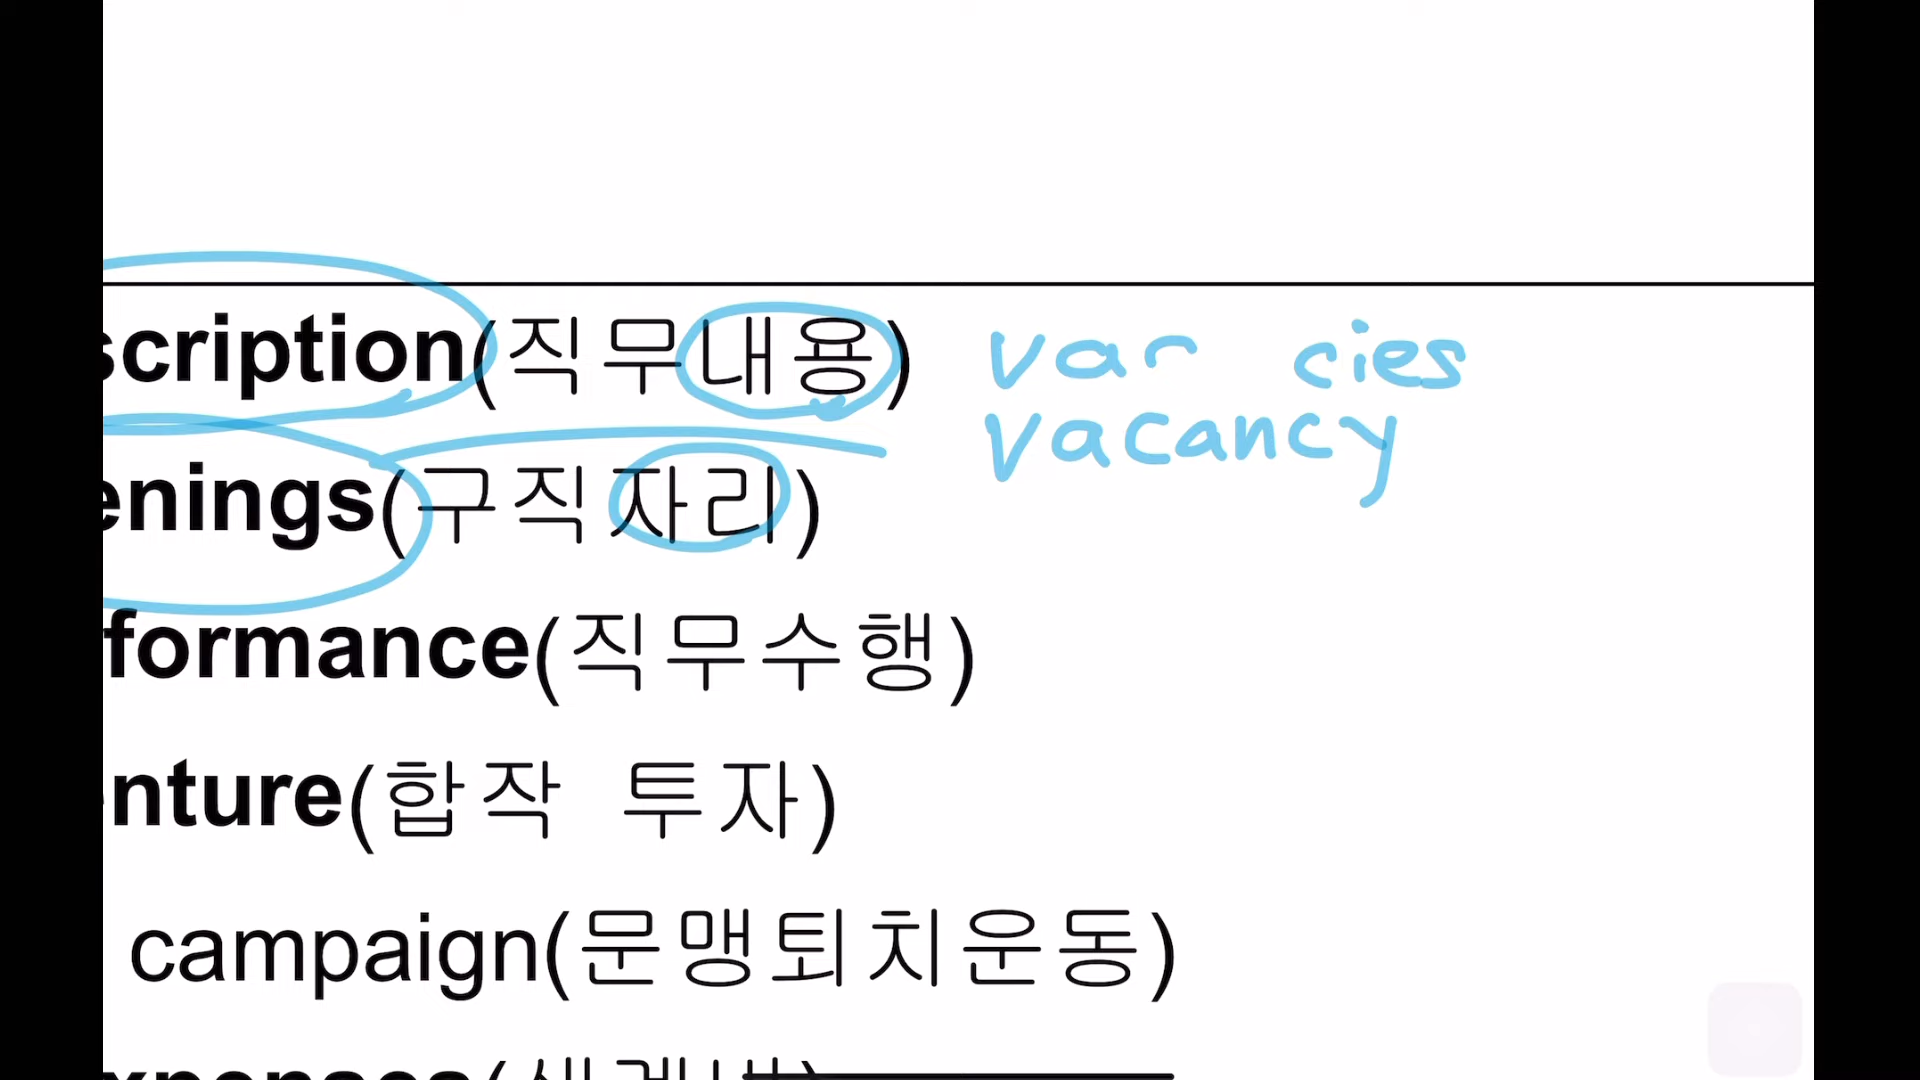 scription(직무내용) var cies
vacancy
enings(구직자리)
formance(직무수행)
nture(합작 투자)
campaign(문맹퇴치운동)